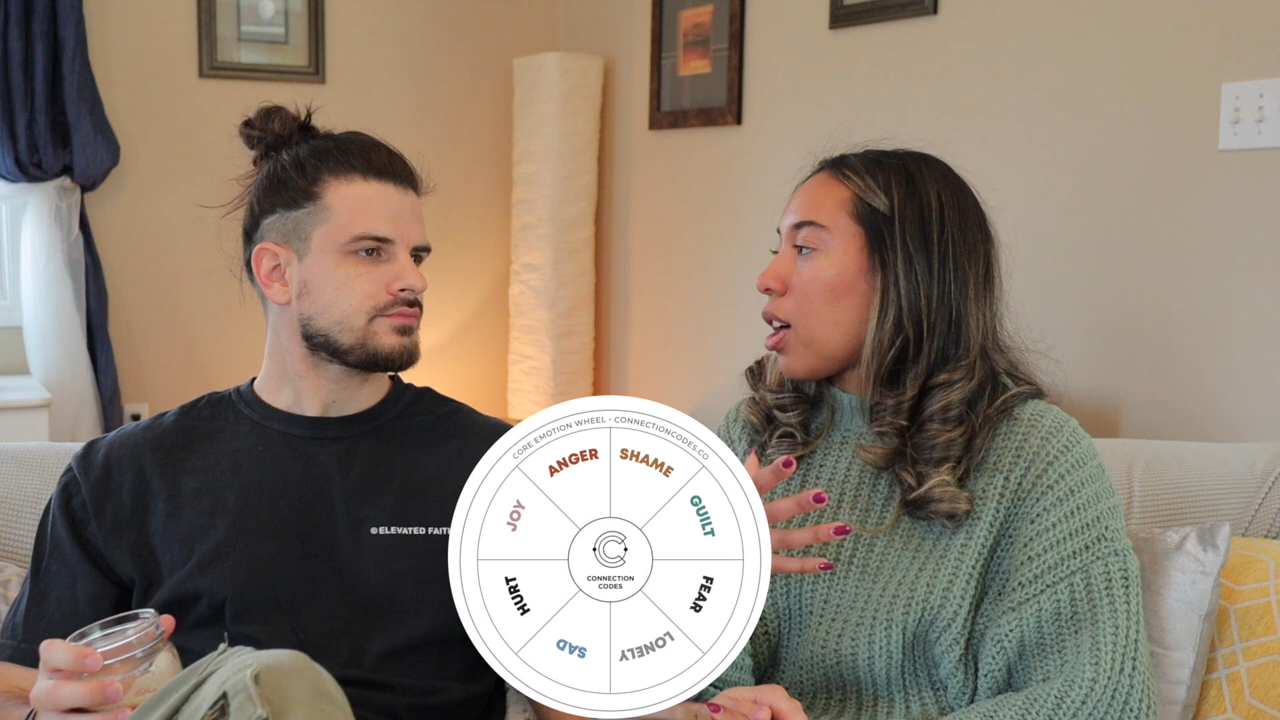 ©ELEVATED FAITH
CORE EMOTION WHEEL • CONNECTIONCODES.CO
ANGER
SHAME
GUILT
FEAR
LONELY
SAD
HURT
JOY
CONNECTION
CODES